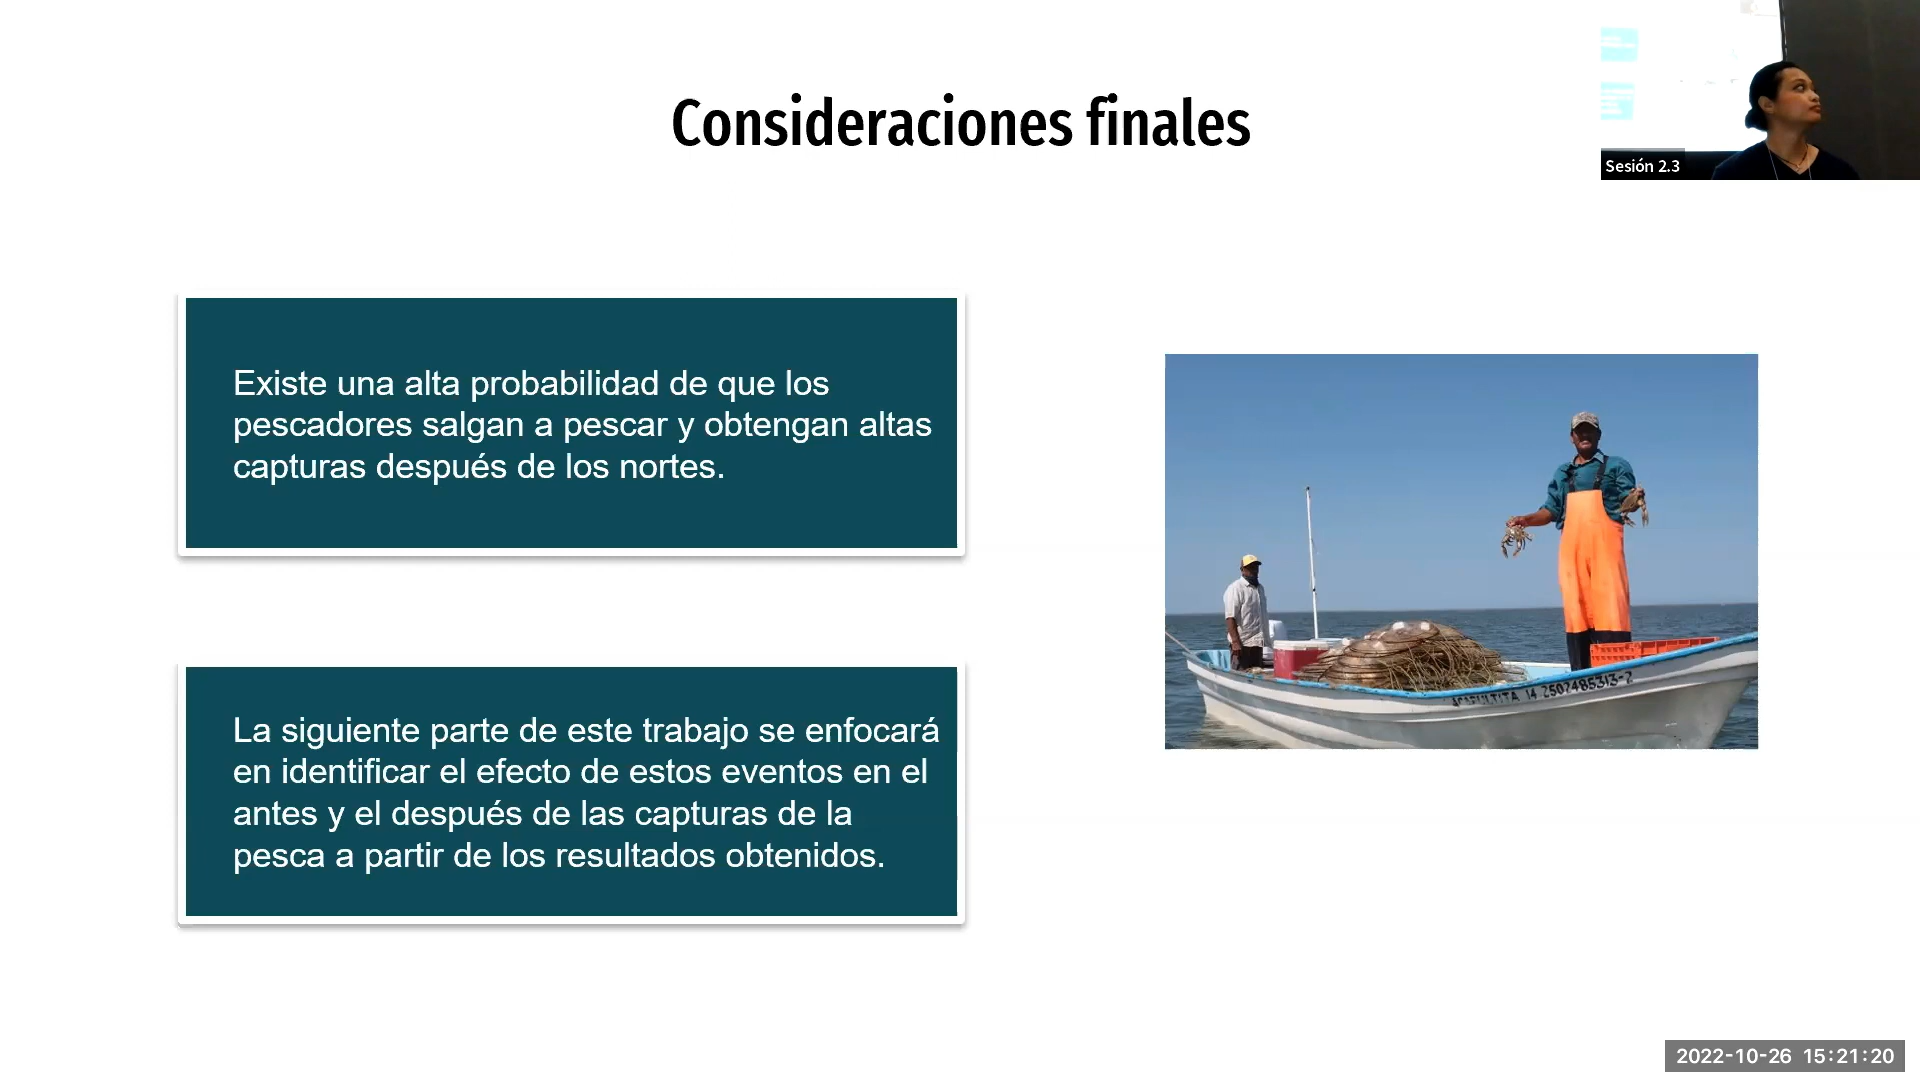 Consideraciones finales
Sesión 2.3
Existe una alta probabilidad de que los
pescadores salgan a pescar y obtengan altas
capturas después de los nortes.
La siguiente parte de este trabajo se enfocará
en identificar el efecto de estos eventos en el
antes y el después de las capturas de la
pesca a partir de los resultados obtenidos.
2022-10-26 15:21:20